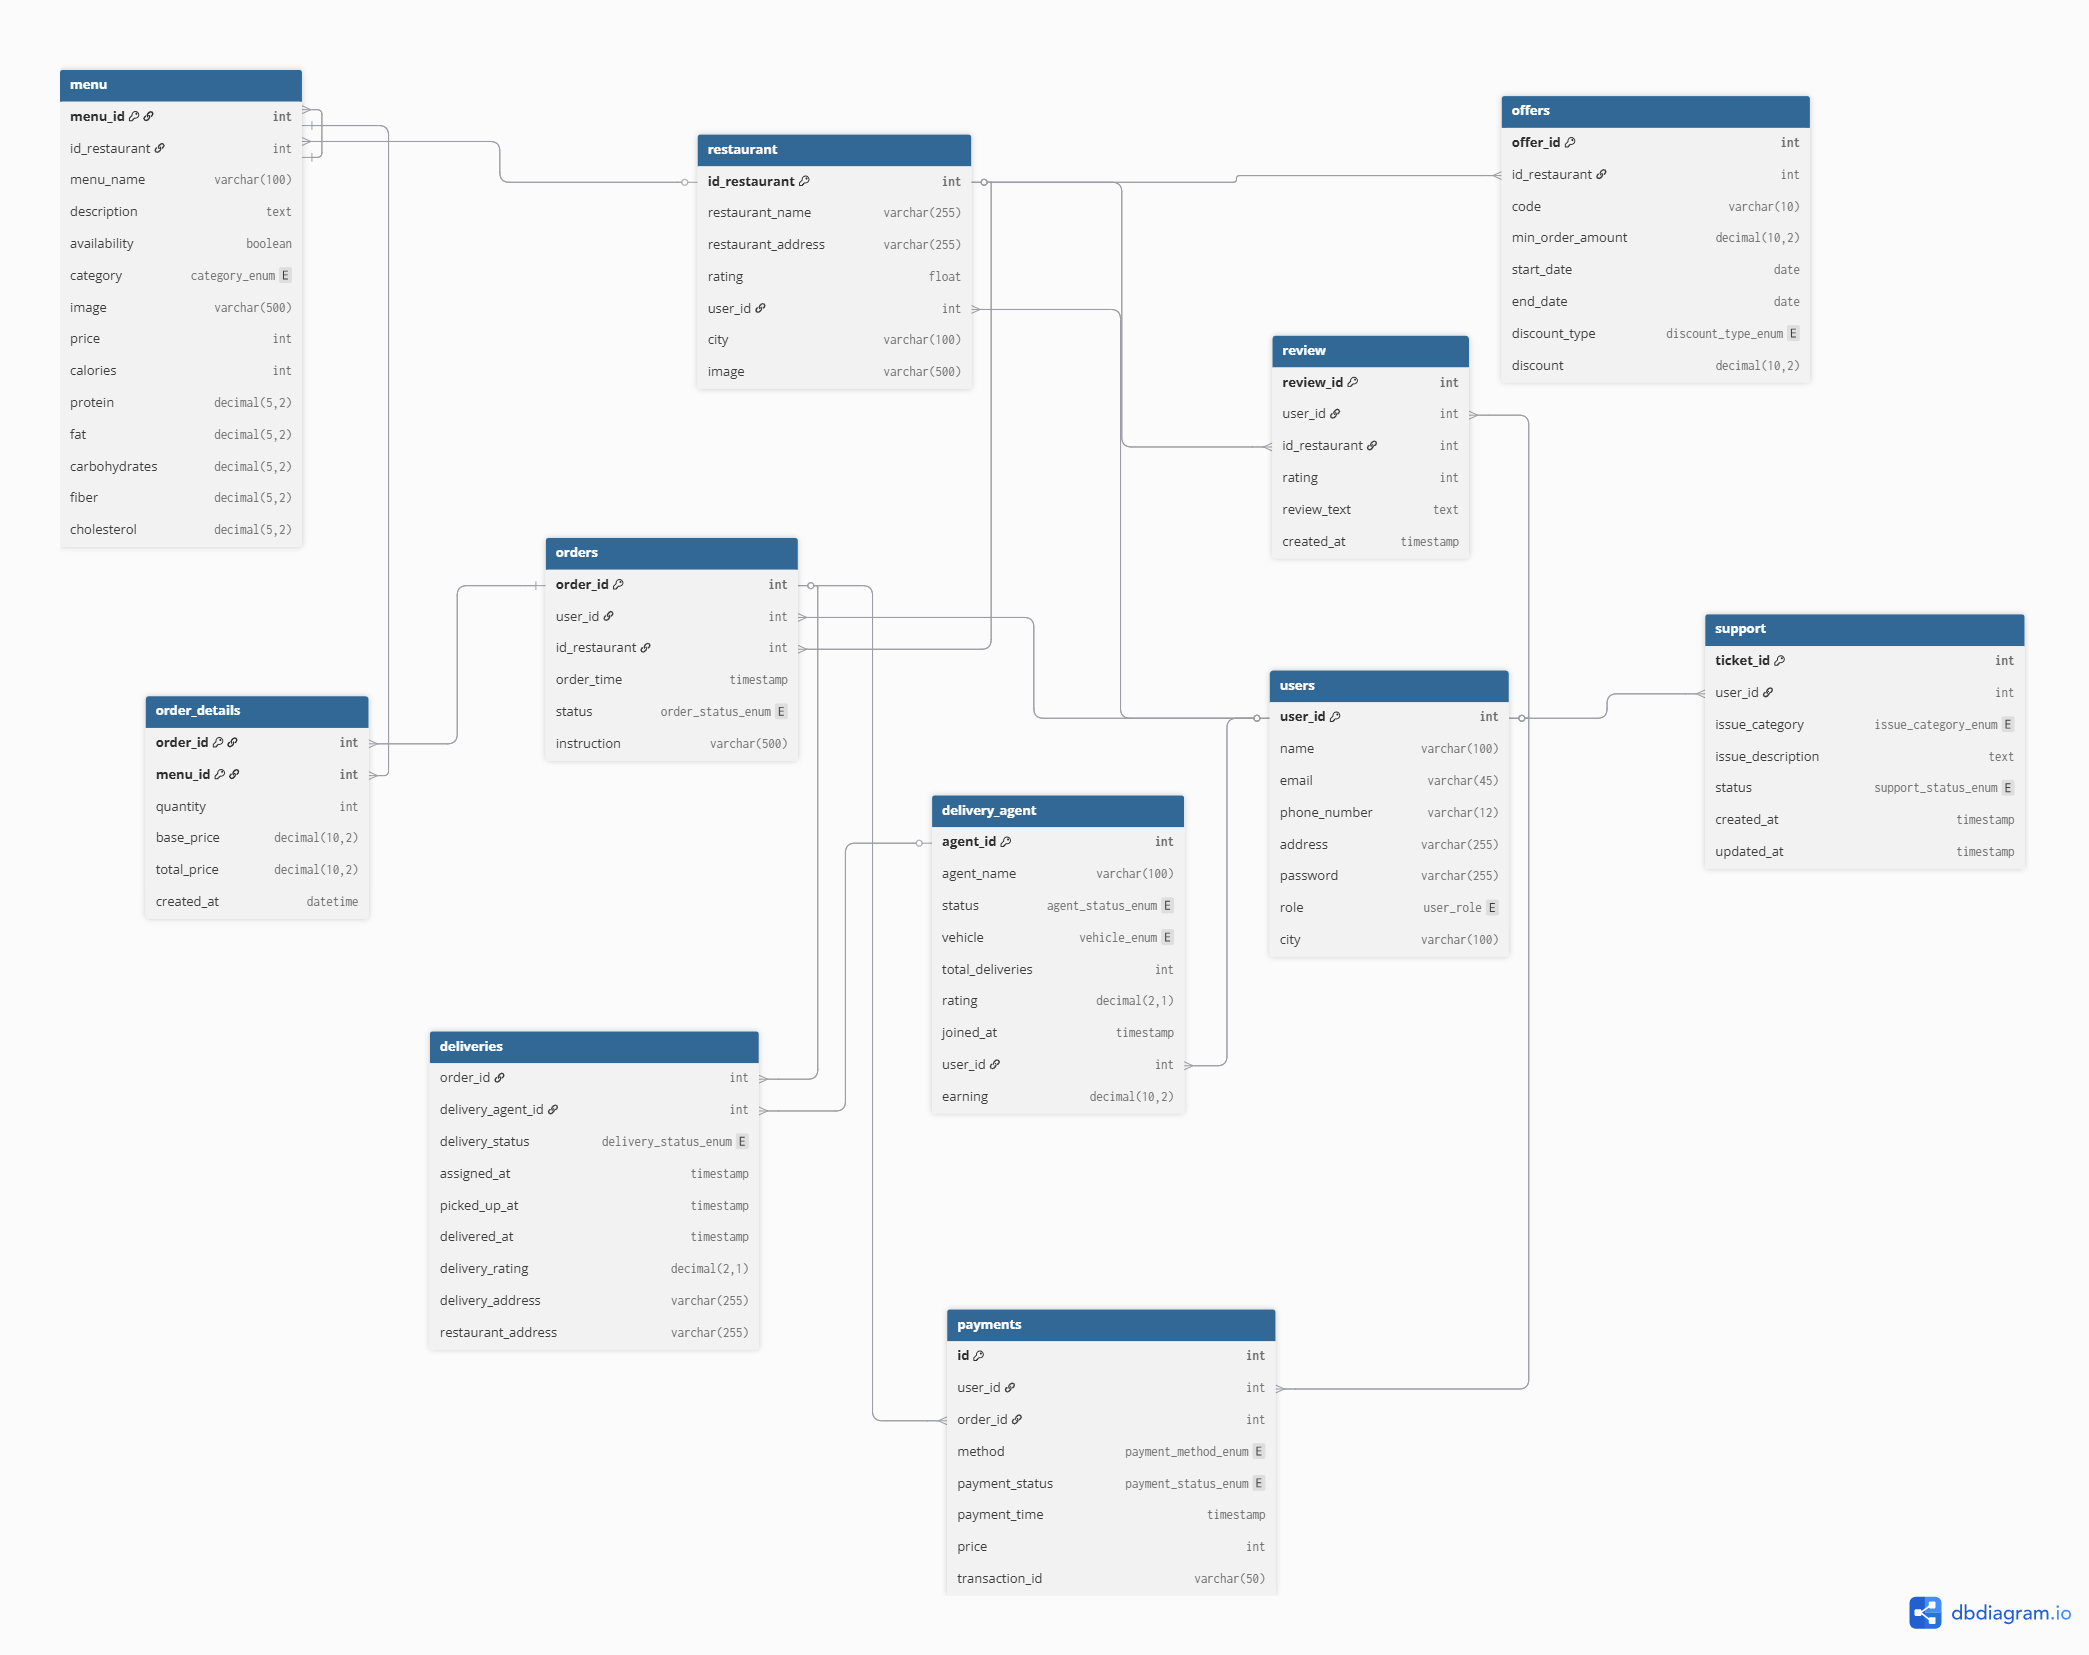 menu
menu_id int
id_restaurant int
menu_name varchar(100)
description text
availability boolean
category category_enum E
image varchar(500)
price int
calories int
protein decimal(5,2)
fat decimal(5,2)
carbohydrates decimal(5,2)
fiber decimal(5,2)
cholesterol decimal(5,2)
restaurant
id_restaurant int
restaurant_name varchar(255)
restaurant_address varchar(255)
rating float
user_id int
city varchar(100)
image varchar(500)
offers
offer_id int
id_restaurant int
code varchar(10)
min_order_amount decimal(10,2)
start_date date
end_date date
discount_type discount_type_enum E
discount decimal(10,2)
review
review_id int
user_id int
id_restaurant int
rating int
review_text text
created_at timestamp
orders
order_id int
user_id int
id_restaurant int
order_time timestamp
status order_status_enum E
instruction varchar(500)
order_details
order_id int
menu_id int
quantity int
base_price decimal(10,2)
total_price decimal(10,2)
created_at datetime
users
user_id int
name varchar(100)
email varchar(45)
phone_number varchar(12)
address varchar(255)
password varchar(255)
role user_role E
city varchar(100)
support
ticket_id int
user_id int
issue_category issue_category_enum E
issue_description text
status support_status_enum E
created_at timestamp
updated_at timestamp
delivery_agent
agent_id int
agent_name varchar(100)
status agent_status_enum E
vehicle vehicle_enum E
total_deliveries int
rating decimal(2,1)
joined_at timestamp
user_id int
earning decimal(10,2)
deliveries
order_id int
delivery_agent_id int
delivery_status delivery_status_enum E
assigned_at timestamp
picked_up_at timestamp
delivered_at timestamp
delivery_rating decimal(2,1)
delivery_address varchar(255)
restaurant_address varchar(255)
payments
id int
user_id int
order_id int
method payment_method_enum E
payment_status payment_status_enum E
payment_time timestamp
price int
transaction_id varchar(50)
dbdiagram.io